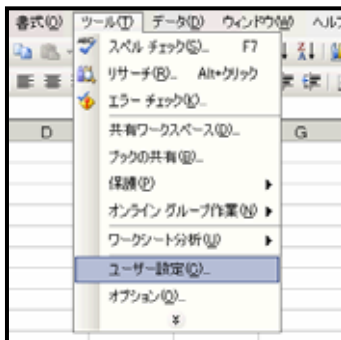 書式(O) ツール(T) データ(D) ウィンドウ(W) ヘル
スペル チェック(S)... F7
リサーチ(R)... Alt+クリック
エラー チェック(K)...
共有ワークスペース(D)...
ブックの共有(B)...
保護(P)
オンライン グループ作業(N)
ワークシート分析(U)
ユーザー設定(C)...
オプション(O)...
D G